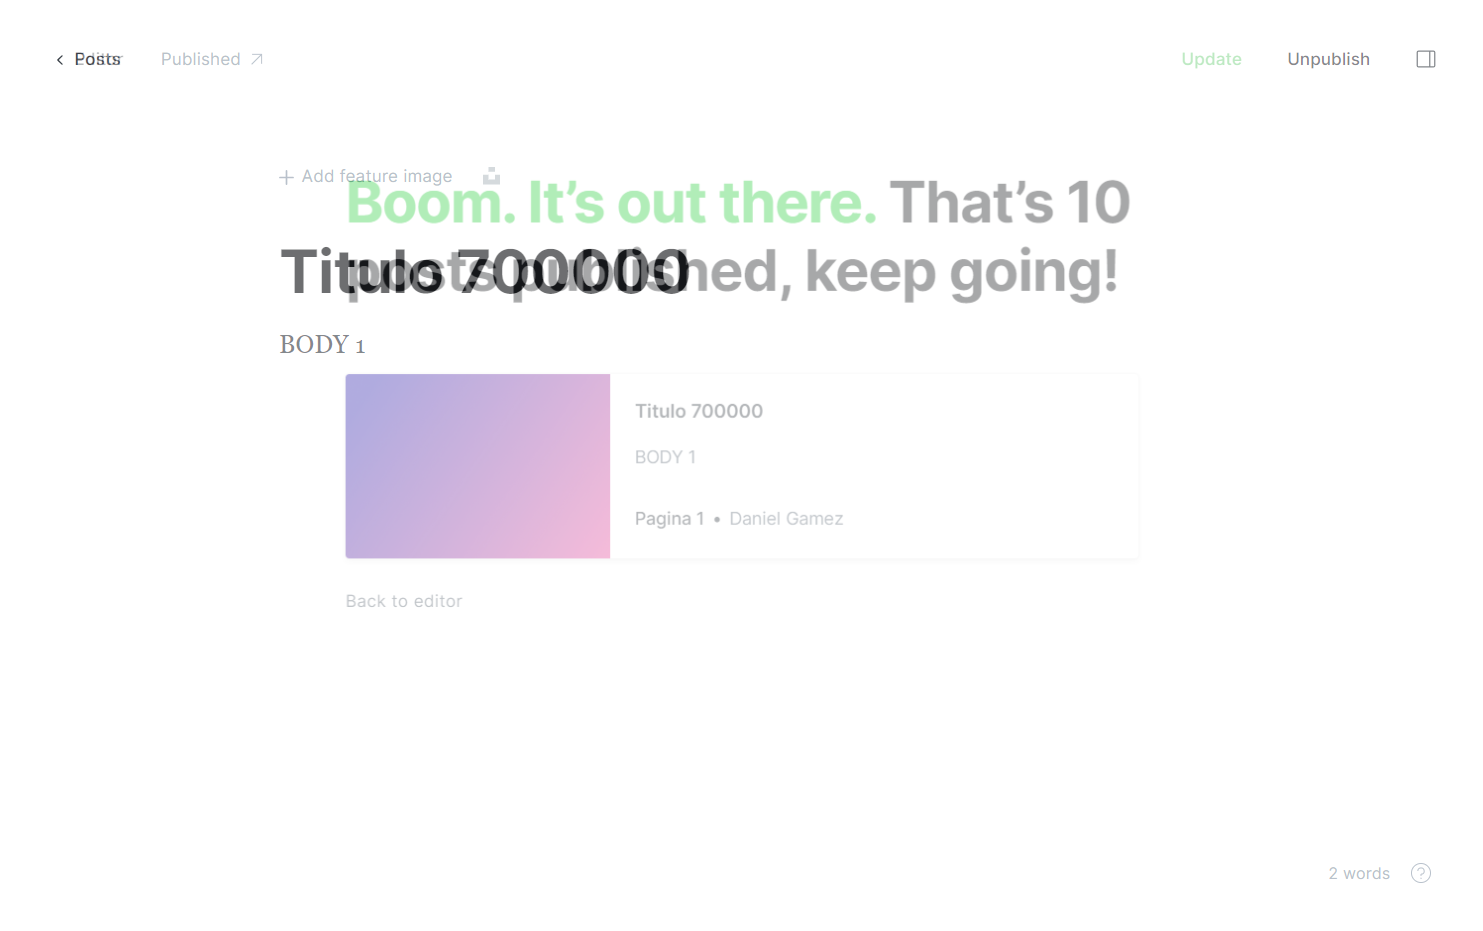 Posts
Editor
Published
Update
Unpublish
Add feature image
Boom. It’s out there. That’s 10
posts published, keep going!
Titulo 700000
BODY 1
Titulo 700000
BODY 1
Pagina 1 • Daniel Gamez
Back to editor
2 words
?